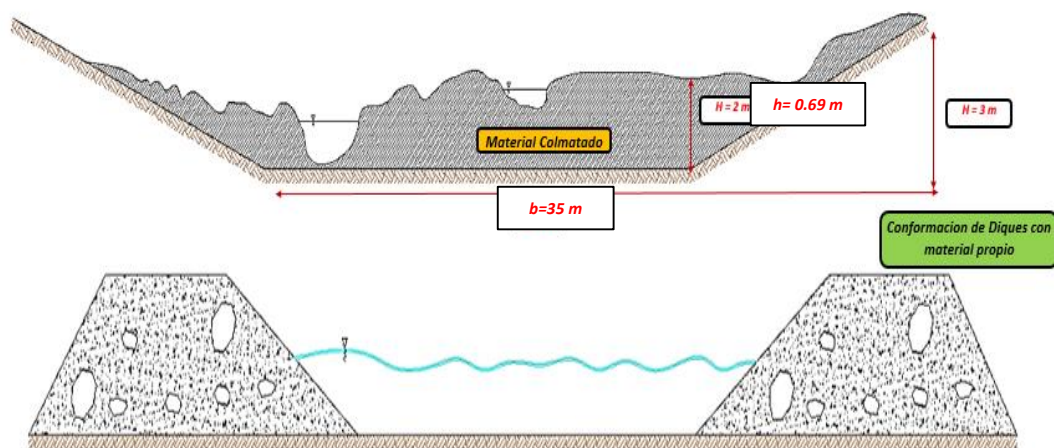 H = 2 m
h= 0.69 m
H = 3 m
Material Colmatado
b=35 m
Conformacion de Diques con
material propio